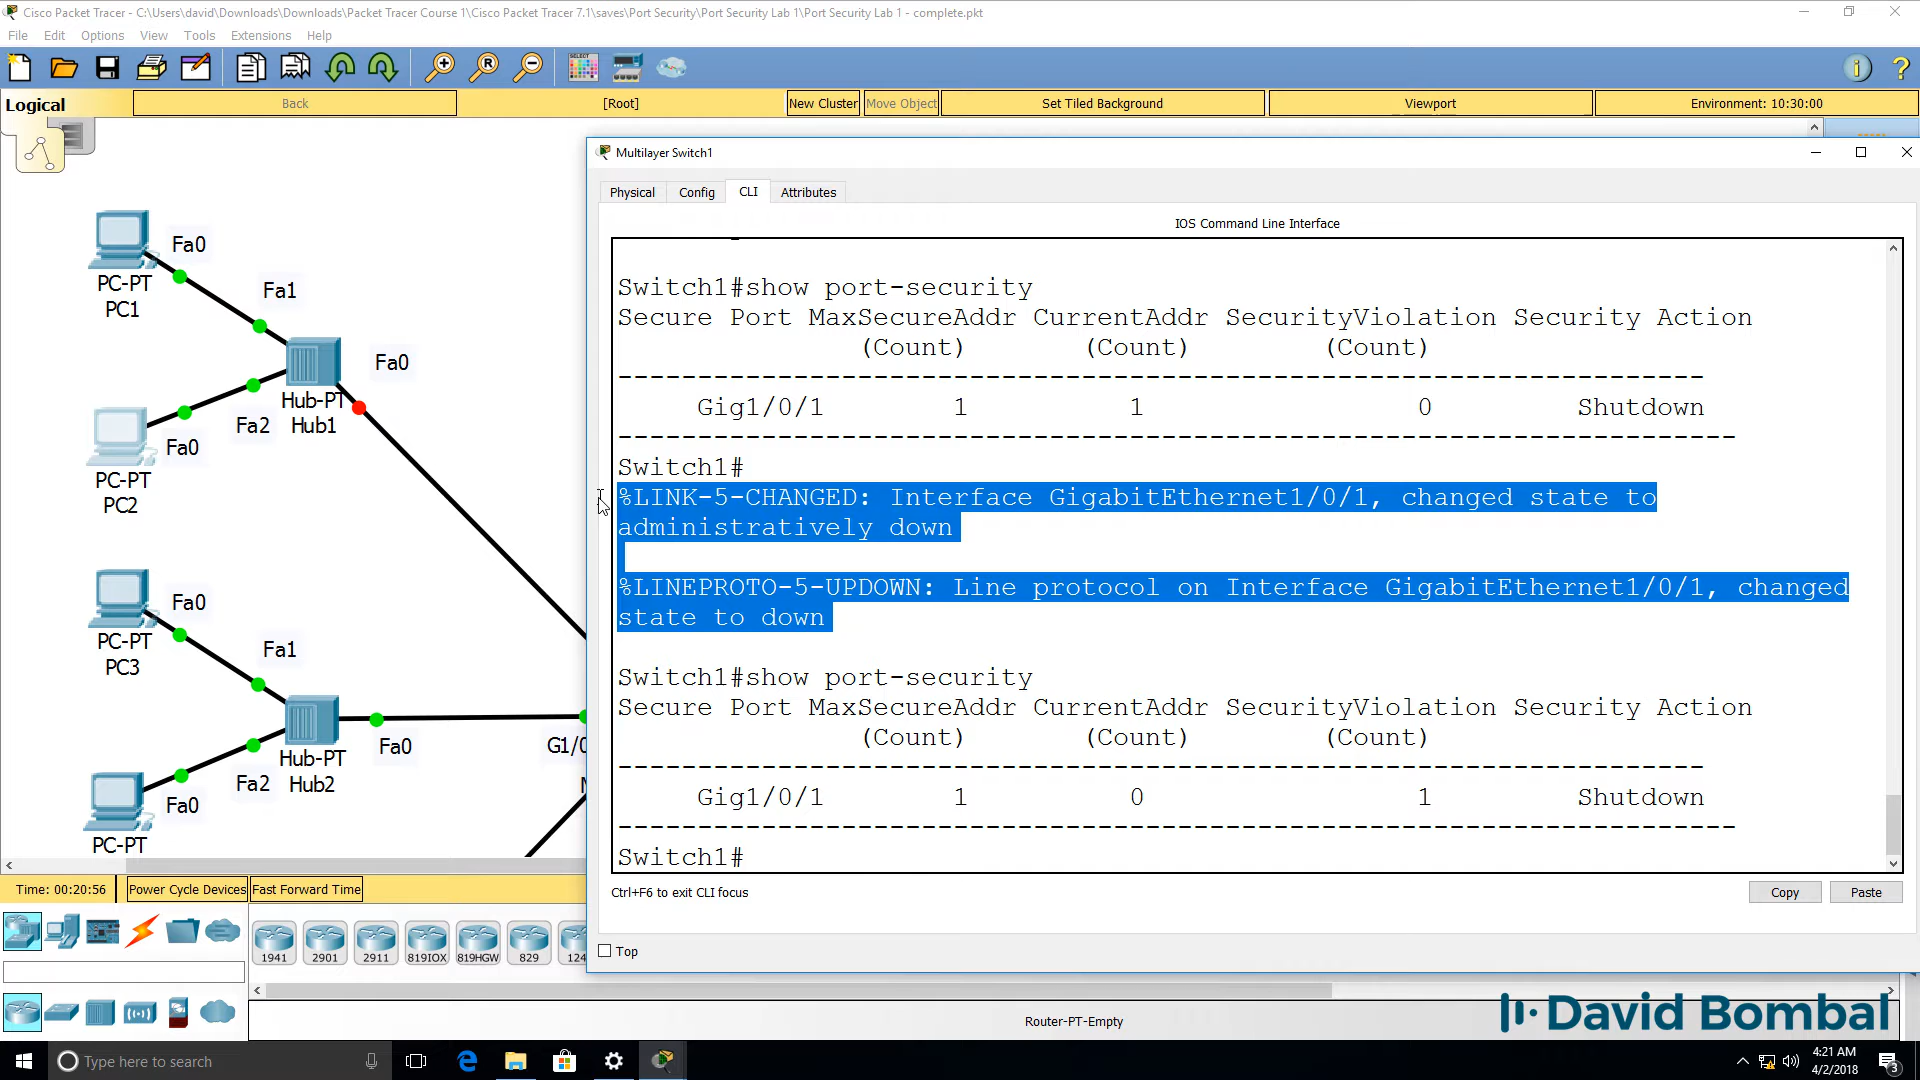 Cisco Packet Tracer - C:\Users\david\Downloads\Downloads\Packet Tracer Course 1\Cisco Packet Tracer 7.1\saves\Port Security\Port Security Lab 1\Port Security Lab 1 - complete.pkt
File Edit Options View Tools Extensions Help
Logical Back [Root] New Cluster Move Object Set Tiled Background Viewport Environment: 10:30:00
Fa0
PC-PT
PC1
Fa1
Fa0
Hub-PT
Hub1
Fa2
Fa0
PC-PT
PC2
Fa0
PC-PT
PC3
Fa1
Hub-PT
Hub2
Fa0
G1/0
Fa2
Fa0
PC-PT
Multilayer Switch1
Physical Config CLI Attributes
IOS Command Line Interface
Switch1#show port-security
Secure Port MaxSecureAddr CurrentAddr SecurityViolation Security Action
(Count) (Count) (Count)
--------------------------------------------------------------------
Gig1/0/1 1 1 0 Shutdown
----------------------------------------------------------------------
Switch1#
%LINK-5-CHANGED: Interface GigabitEthernet1/0/1, changed state to
administratively down
%LINEPROTO-5-UPDOWN: Line protocol on Interface GigabitEthernet1/0/1, changed
state to down
Switch1#show port-security
Secure Port MaxSecureAddr CurrentAddr SecurityViolation Security Action
(Count) (Count) (Count)
--------------------------------------------------------------------
Gig1/0/1 1 0 1 Shutdown
----------------------------------------------------------------------
Switch1#
Ctrl+F6 to exit CLI focus
Copy Paste
Top
Time: 00:20:56 Power Cycle Devices Fast Forward Time
1941 2901 2911 819IOX 819HGW 829 124
Router-PT-Empty
David Bombal
Type here to search
4:21 AM
4/2/2018
3